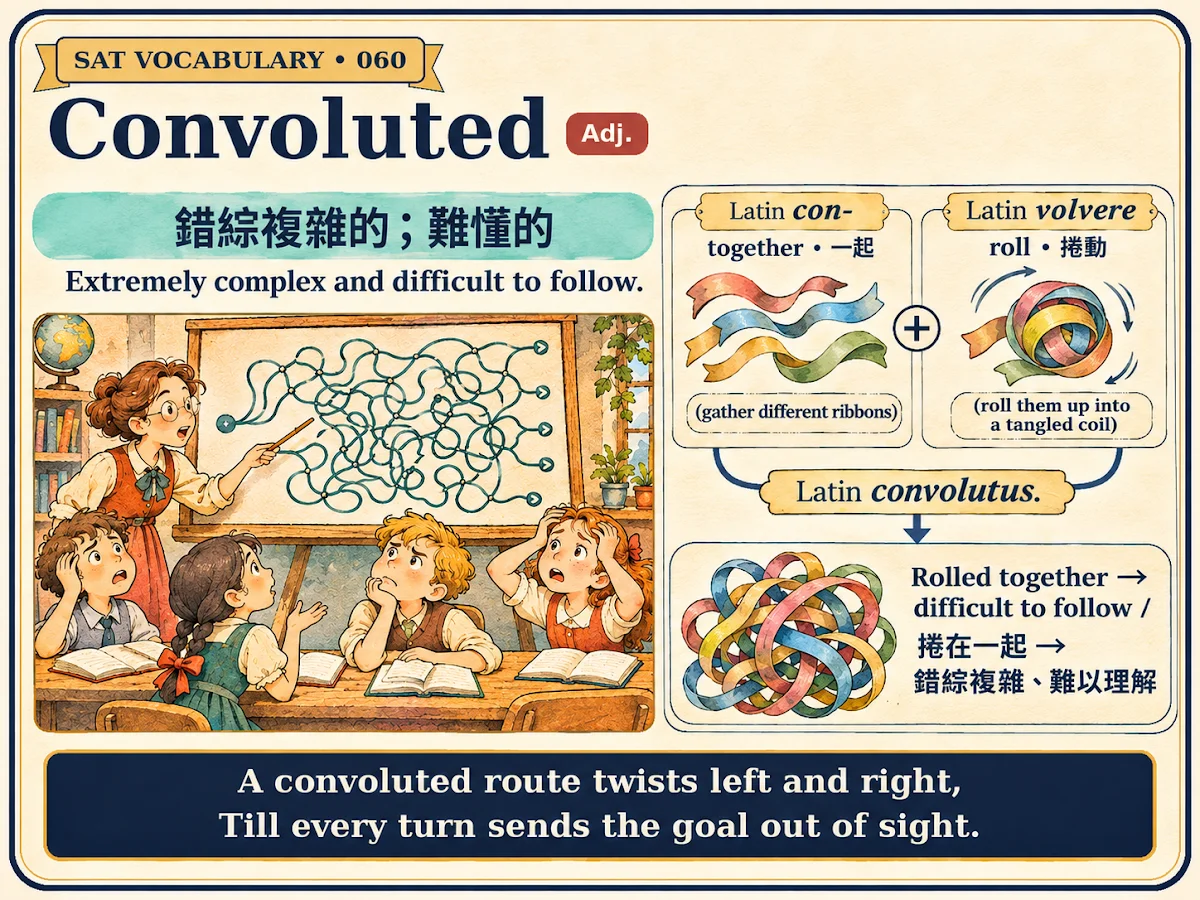 SAT VOCABULARY • 060
Convoluted
Adj.
錯綜複雜的；難懂的
Extremely complex and difficult to follow.
Latin con-
together • 一起
(gather different ribbons)
+
Latin volvere
roll • 捲動
(roll them up into
a tangled coil)
Latin convolutus.
Rolled together →
difficult to follow /
捲在一起 →
錯綜複雜、難以理解
A convoluted route twists left and right,
Till every turn sends the goal out of sight.